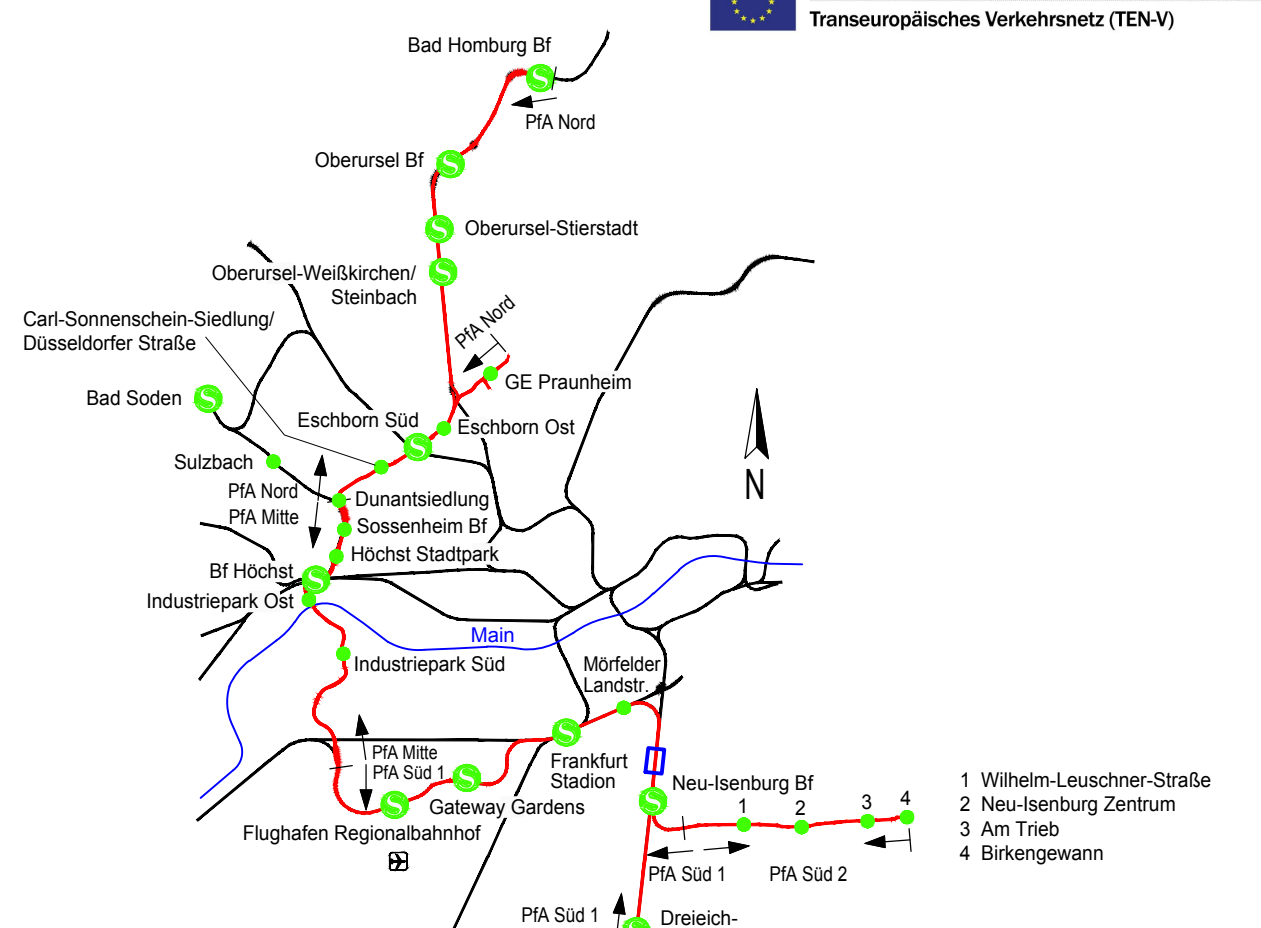 Transeuropäisches Verkehrsnetz (TEN-V)
Bad Homburg Bf
PfA Nord
Oberursel Bf
Oberursel-Stierstadt
Oberursel-Weißkirchen/
Steinbach
PfA Nord
Carl-Sonnenschein-Siedlung/
Düsseldorfer Straße
GE Praunheim
Bad Soden
Eschborn Süd
Eschborn Ost
Sulzbach
PfA Nord
PfA Mitte
Dunantsiedlung
Sossenheim Bf
Höchst Stadtpark
Bf Höchst
Industriepark Ost
N
Main
Industriepark Süd
Mörfelder
Landstr.
PfA Mitte
PfA Süd 1
Frankfurt
Stadion
Gateway Gardens
Flughafen Regionalbahnhof
Neu-Isenburg Bf
1
2
3
4
PfA Süd 1
PfA Süd 2
1 Wilhelm-Leuschner-Straße
2 Neu-Isenburg Zentrum
3 Am Trieb
4 Birkengewann
PfA Süd 1
Dreieich-